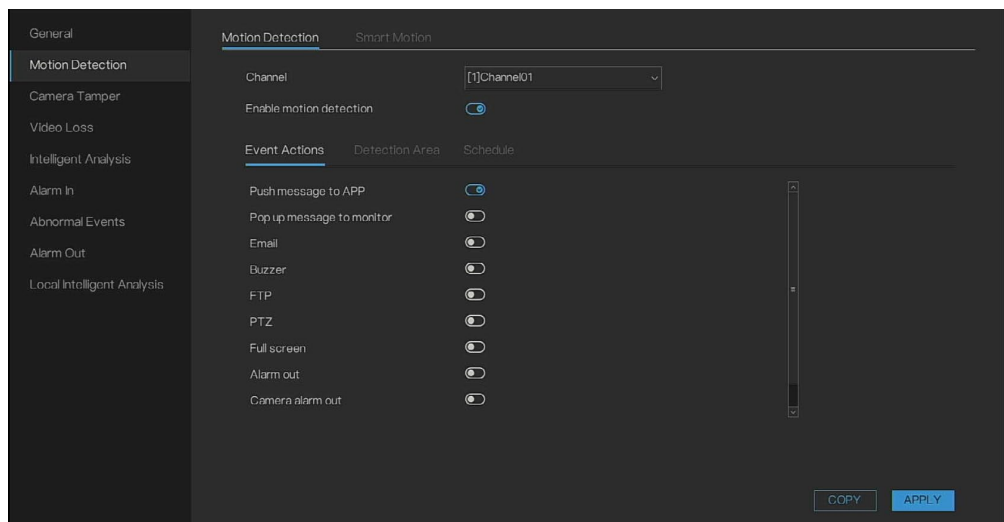 General
Motion Detection
Camera Tamper
Video Loss
Intelligent Analysis
Alarm In
Abnormal Events
Alarm Out
Local Intelligent Analysis
Motion Detection Smart Motion
Channel [1]Channel01
Enable motion detection
Event Actions Detection Area Schedule
Push message to APP
Pop up message to monitor
Email
Buzzer
FTP
PTZ
Full screen
Alarm out
Camera alarm out
COPY APPLY